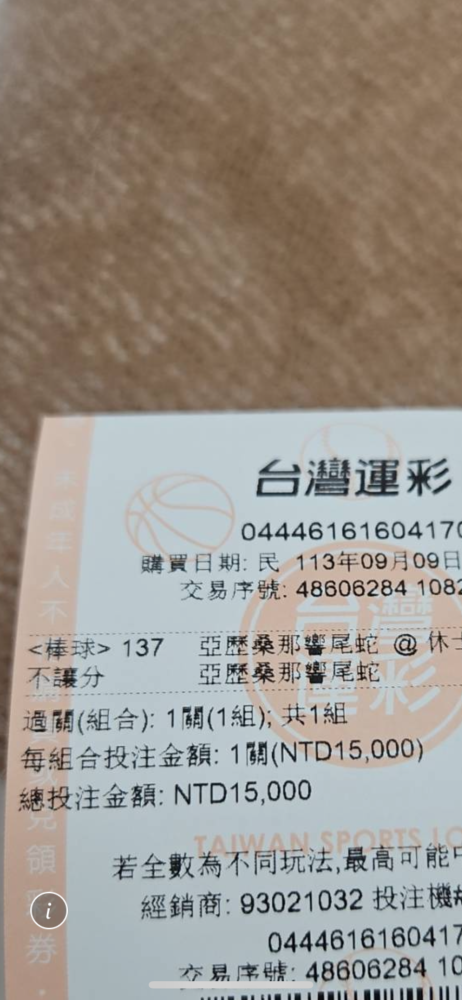 台灣運彩
0444616160417
購買日期: 民 113年09月09日
交易序號: 48606284 1082
<棒球> 137 亞歷桑那響尾蛇 @ 休士
不讓分 亞歷桑那響尾蛇
過關(組合): 1關(1組); 共1組
每組合投注金額: 1關(NTD15,000)
總投注金額: NTD15,000
TAIWAN SPORTS LO
若全數為不同玩法,最高可能
經銷商: 93021032 投注機
0444616160417
交易序號: 48606284 10